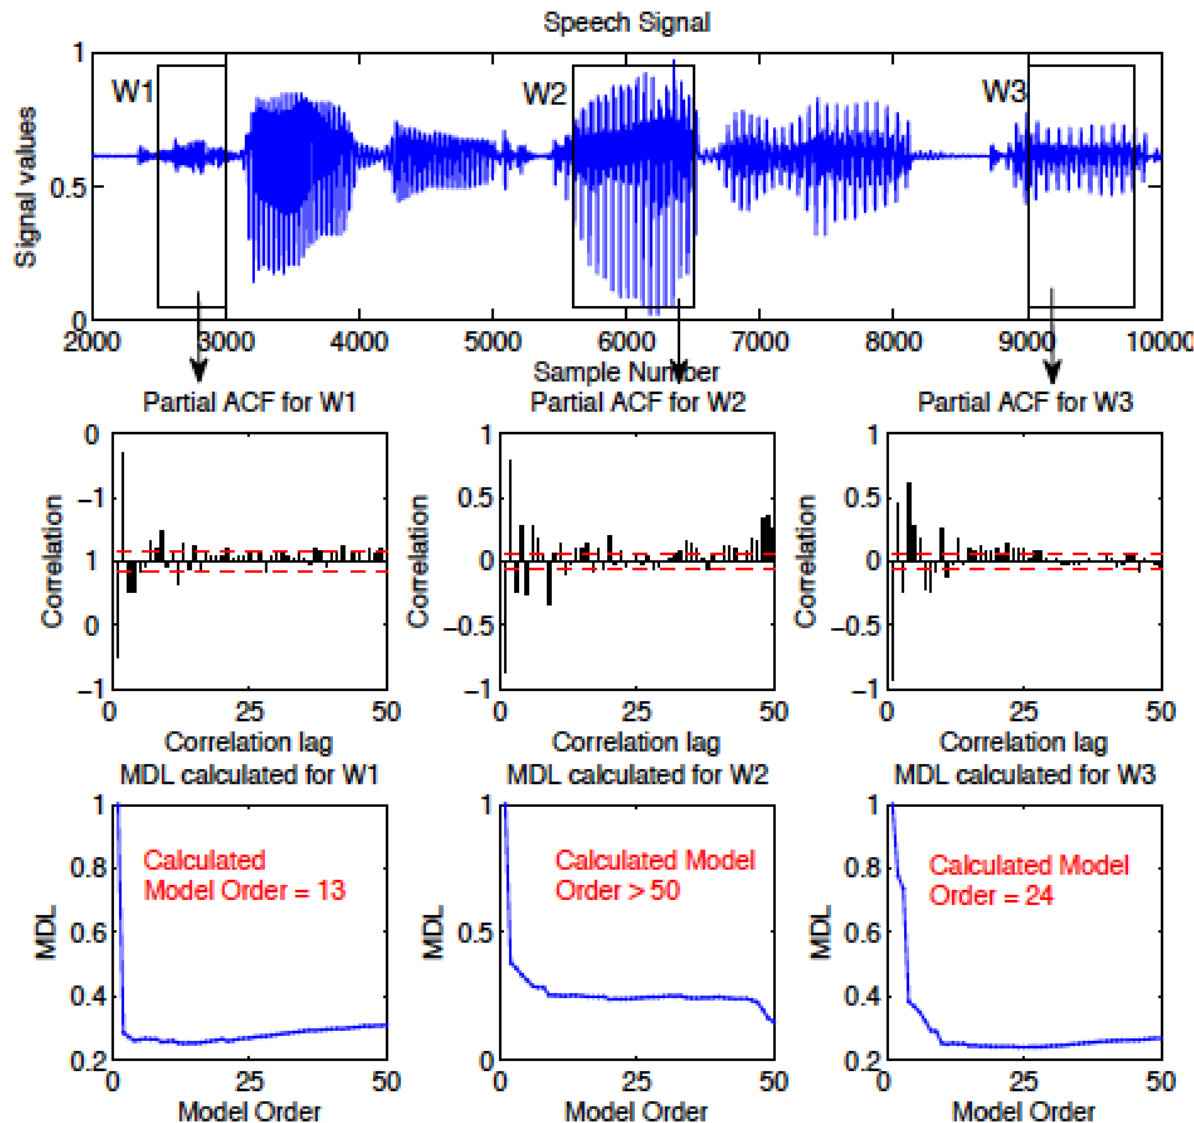 Speech Signal
1
W1
W2
W3
Signal values
0.5
0
2000
3000
4000
5000
6000
7000
8000
9000
10000
Sample Number
Partial ACF for W1
Partial ACF for W2
Partial ACF for W3
0
−1
1
0
−1
Correlation
0
25
50
Correlation lag
1
0.5
0
−0.5
−1
Correlation
0
25
50
Correlation lag
1
0.5
0
−0.5
−1
Correlation
0
25
50
Correlation lag
MDL calculated for W1
MDL calculated for W2
MDL calculated for W3
1
0.8
0.6
0.4
0.2
MDL
Calculated
Model Order = 13
0
25
50
Model Order
1
0.5
0
MDL
Calculated Model
Order > 50
0
25
50
Model Order
1
0.8
0.6
0.4
0.2
MDL
Calculated Model
Order = 24
0
25
50
Model Order